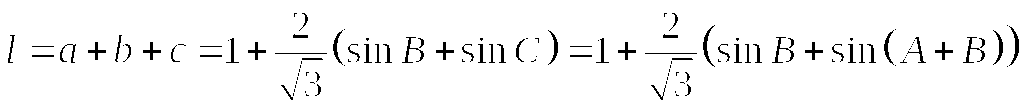 l = a + b + c = 1 + \frac{2}{\sqrt{3}}(\sin B + \sin C) = 1 + \frac{2}{\sqrt{3}}(\sin B + \sin(A + B))